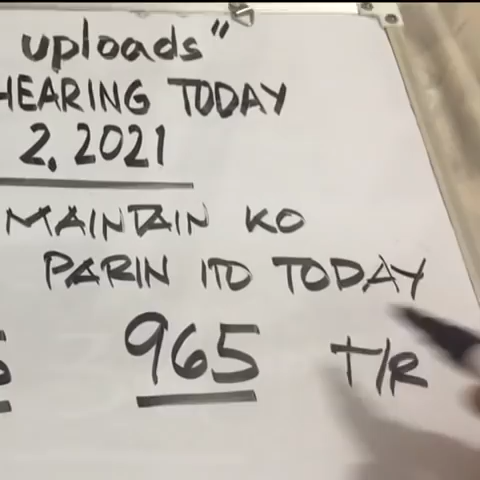 uploads"
HEARING TODAY
2, 2021
MAINTAIN KO
PARIN ITO TODAY
965 T/R